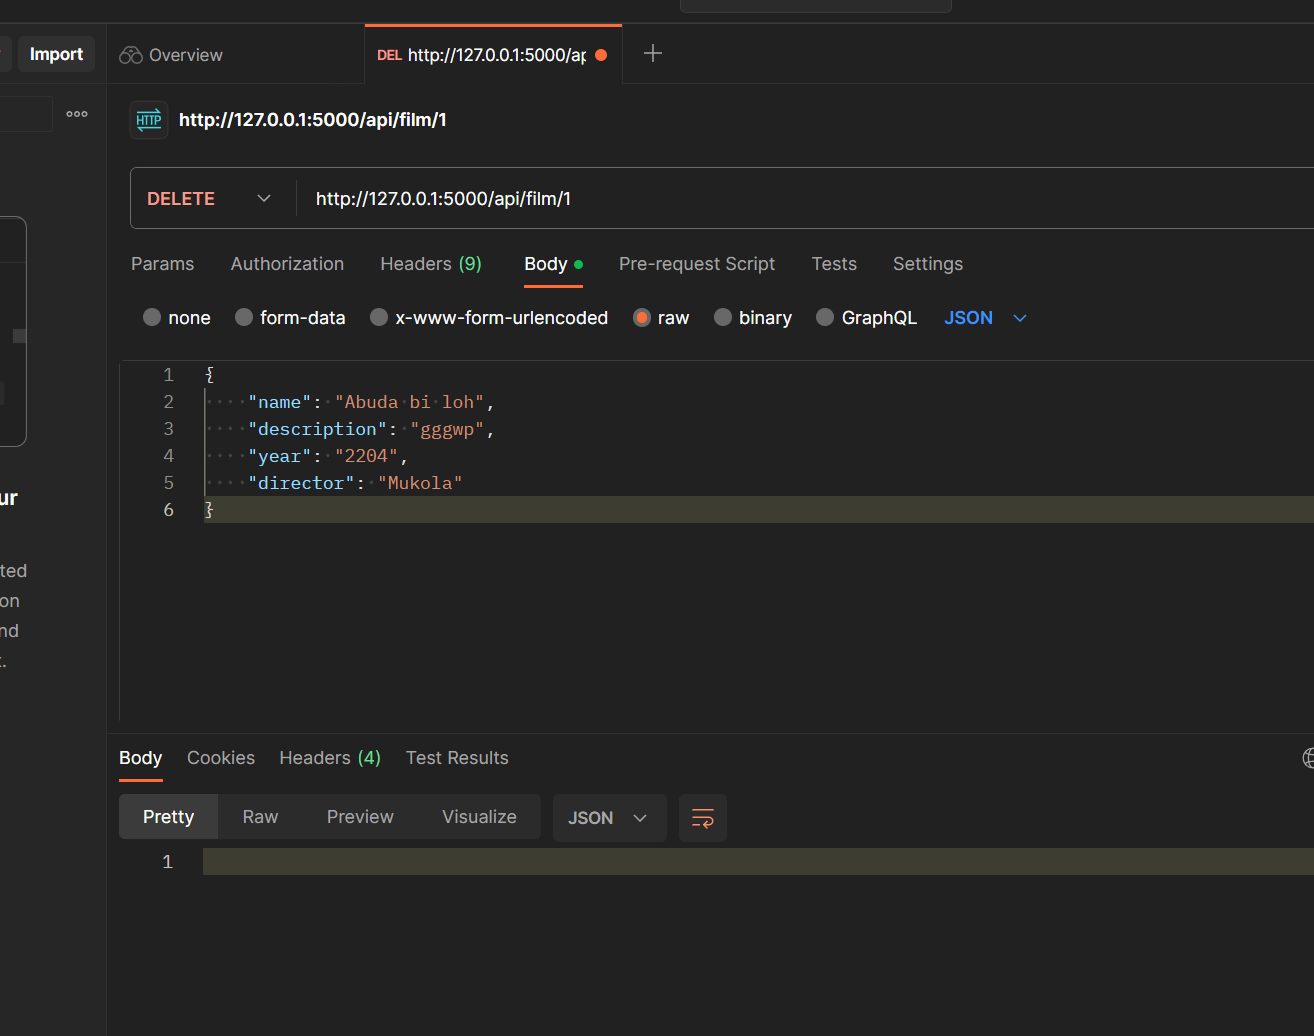 Import
Overview
DEL http://127.0.0.1:5000/ap
HTTP http://127.0.0.1:5000/api/film/1
DELETE http://127.0.0.1:5000/api/film/1
Params Authorization Headers (9) Body Pre-request Script Tests Settings
none form-data x-www-form-urlencoded raw binary GraphQL JSON
1 {
2 "name": "Abuda bi loh",
3 "description": "gggwp",
4 "year": "2204",
5 "director": "Mukola"
6 }
ur
ted
on
nd
t.
Body Cookies Headers (4) Test Results
Pretty Raw Preview Visualize JSON
1